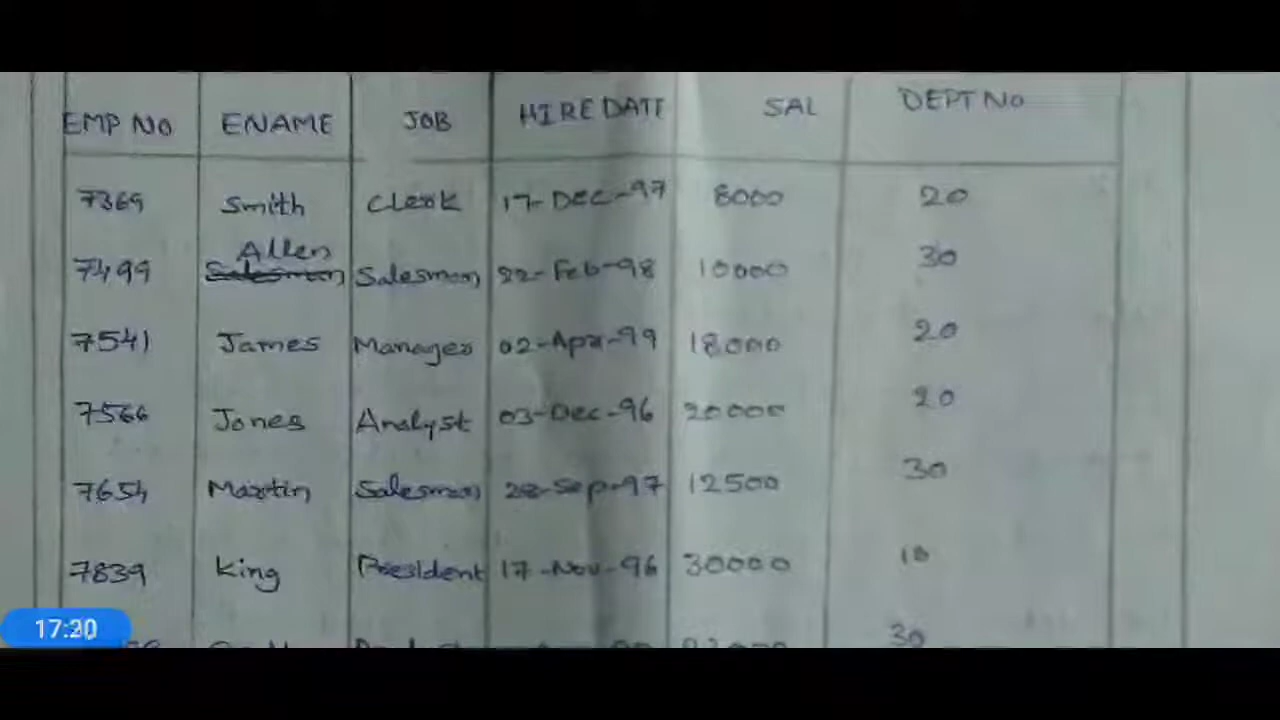 EMP NO ENAME JOB HIREDATE SAL DEPT NO
7369 Smith Clerk 17-Dec-97 8000 20
Allen
7499 Salesman Salesman 22-Feb-98 10000 30
7541 James Manager 02-Apr-99 18000 20
7566 Jones Analyst 03-Dec-96 20000 20
7654 Martin Salesman 28-Sep-97 12500 30
7839 King President 17-Nov-96 30000 10
30
17:20